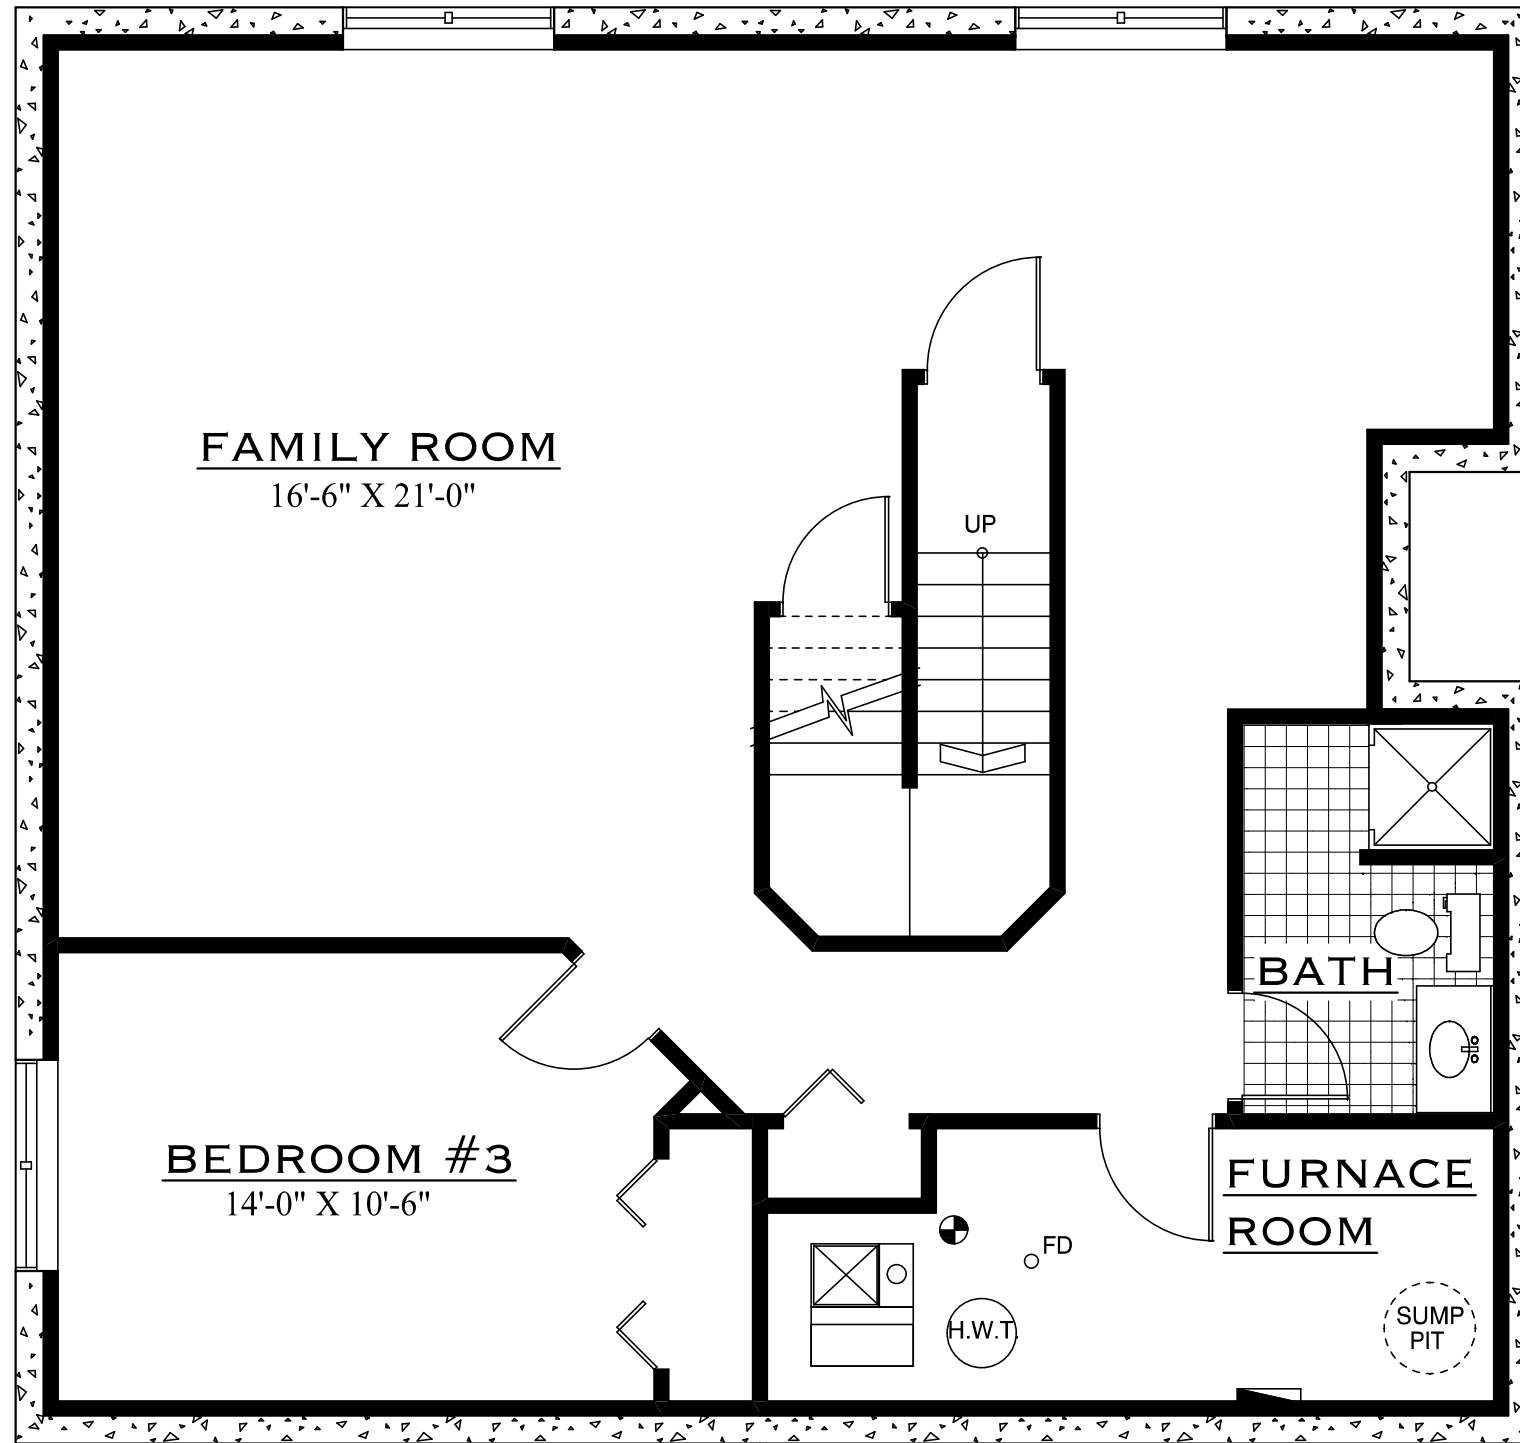 FAMILY ROOM
16'-6" X 21'-0"
UP
BATH
BEDROOM #3
14'-0" X 10'-6"
FURNACE
ROOM
FD
H.W.T.
SUMP
PIT